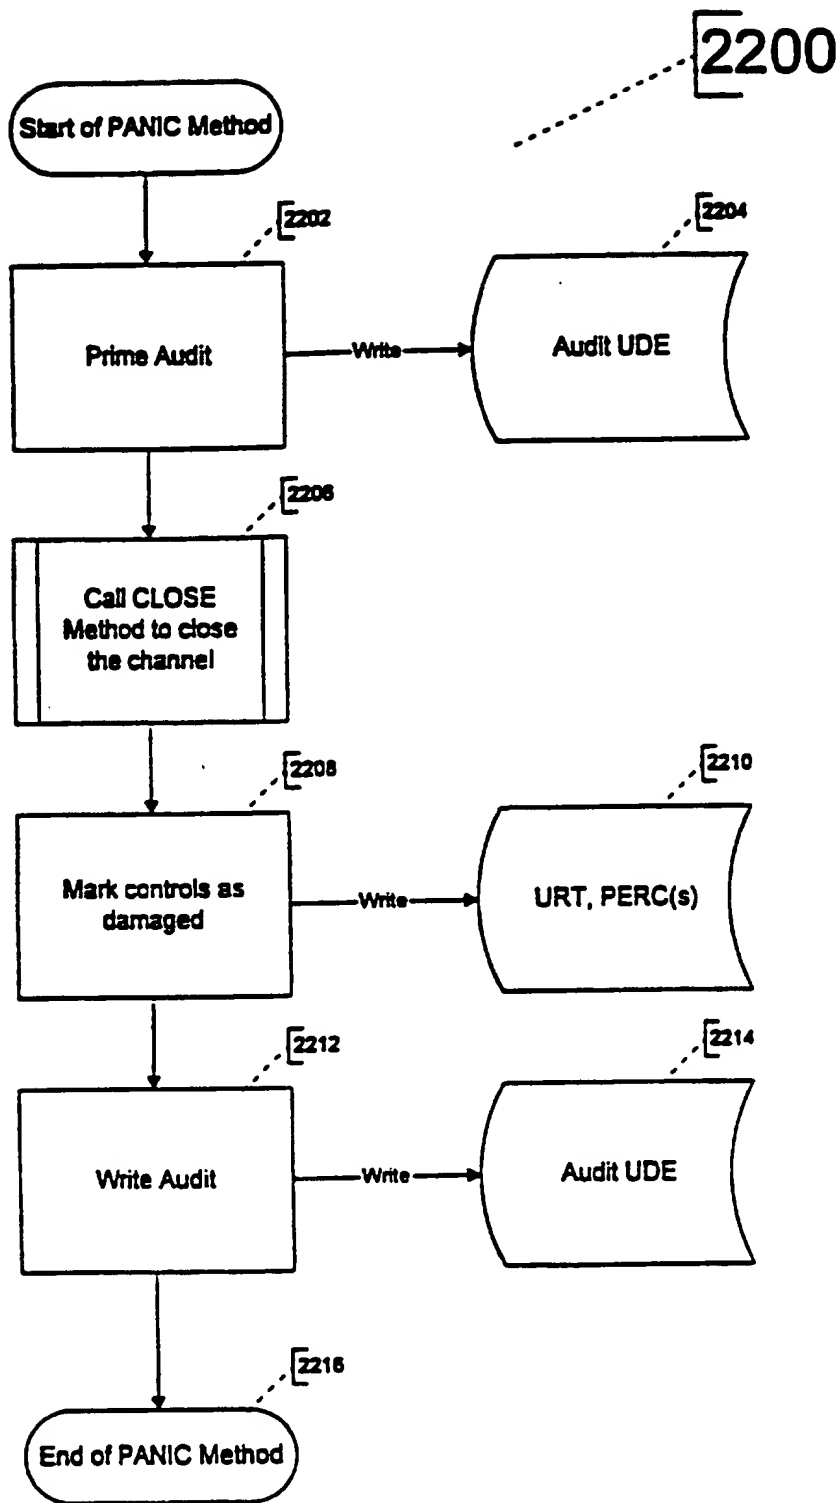 2200
Start of PANIC Method
2202
2204
Prime Audit
Write
Audit UDE
2206
Call CLOSE
Method to close
the channel
2208
2210
Mark controls as
damaged
Write
URT, PERC(s)
2212
2214
Write Audit
Write
Audit UDE
2216
End of PANIC Method